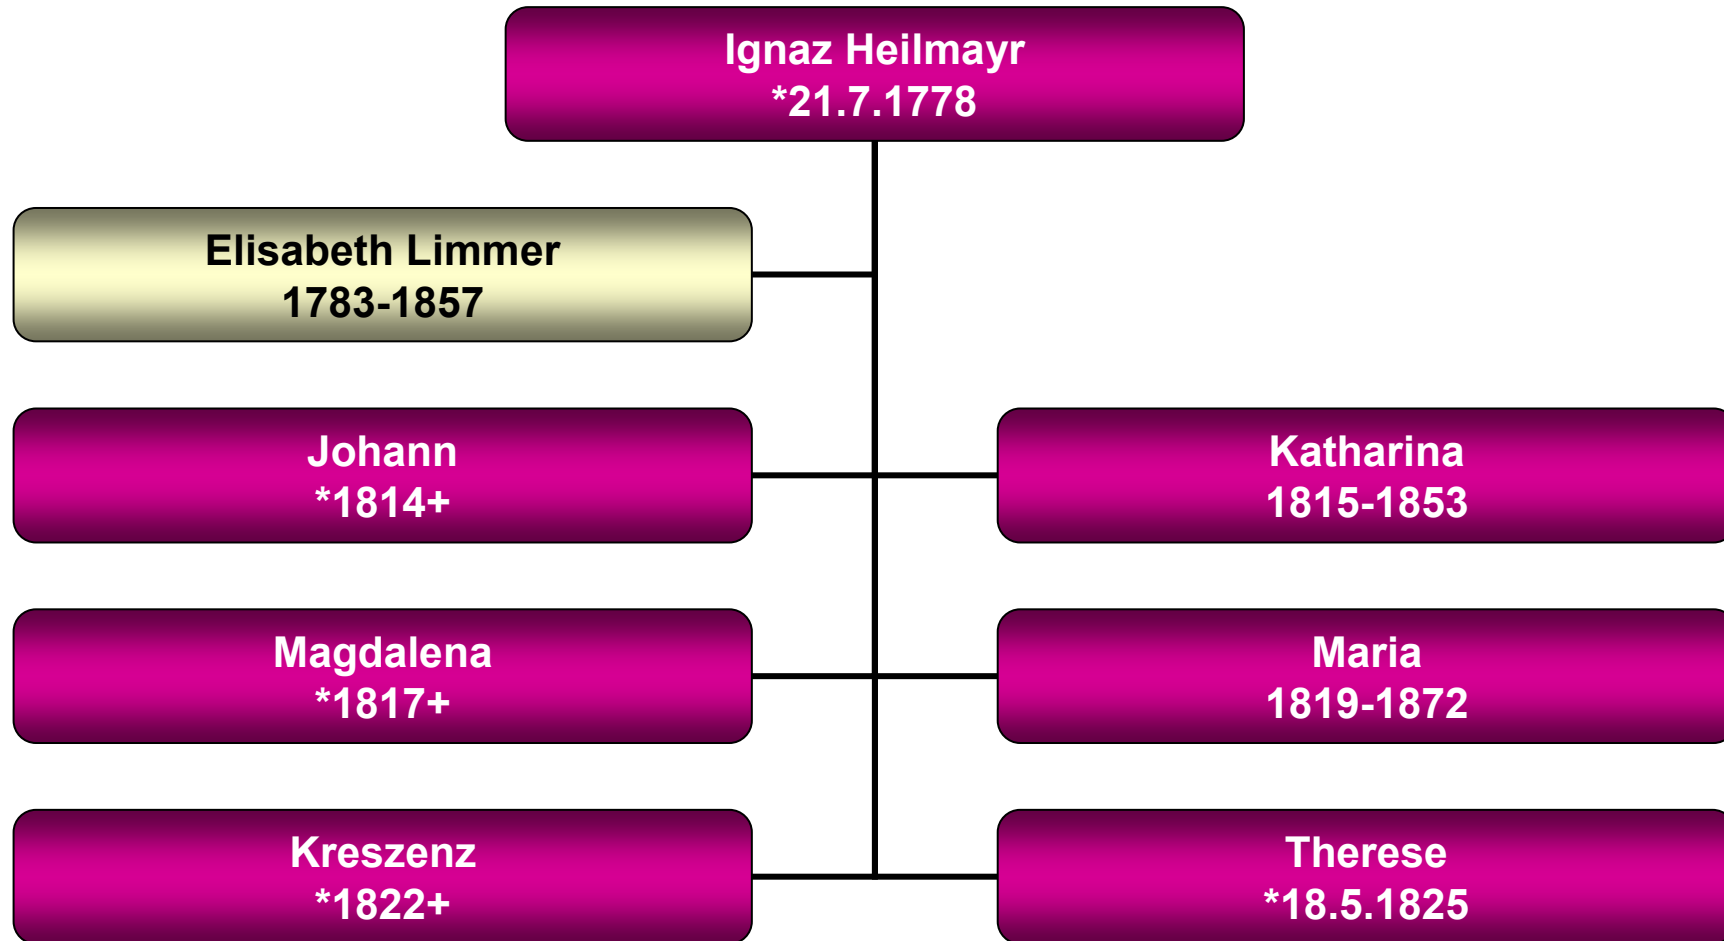 Ignaz Heilmayr
*21.7.1778
Elisabeth Limmer
1783-1857
Johann
*1814+
Katharina
1815-1853
Magdalena
*1817+
Maria
1819-1872
Kreszenz
*1822+
Therese
*18.5.1825